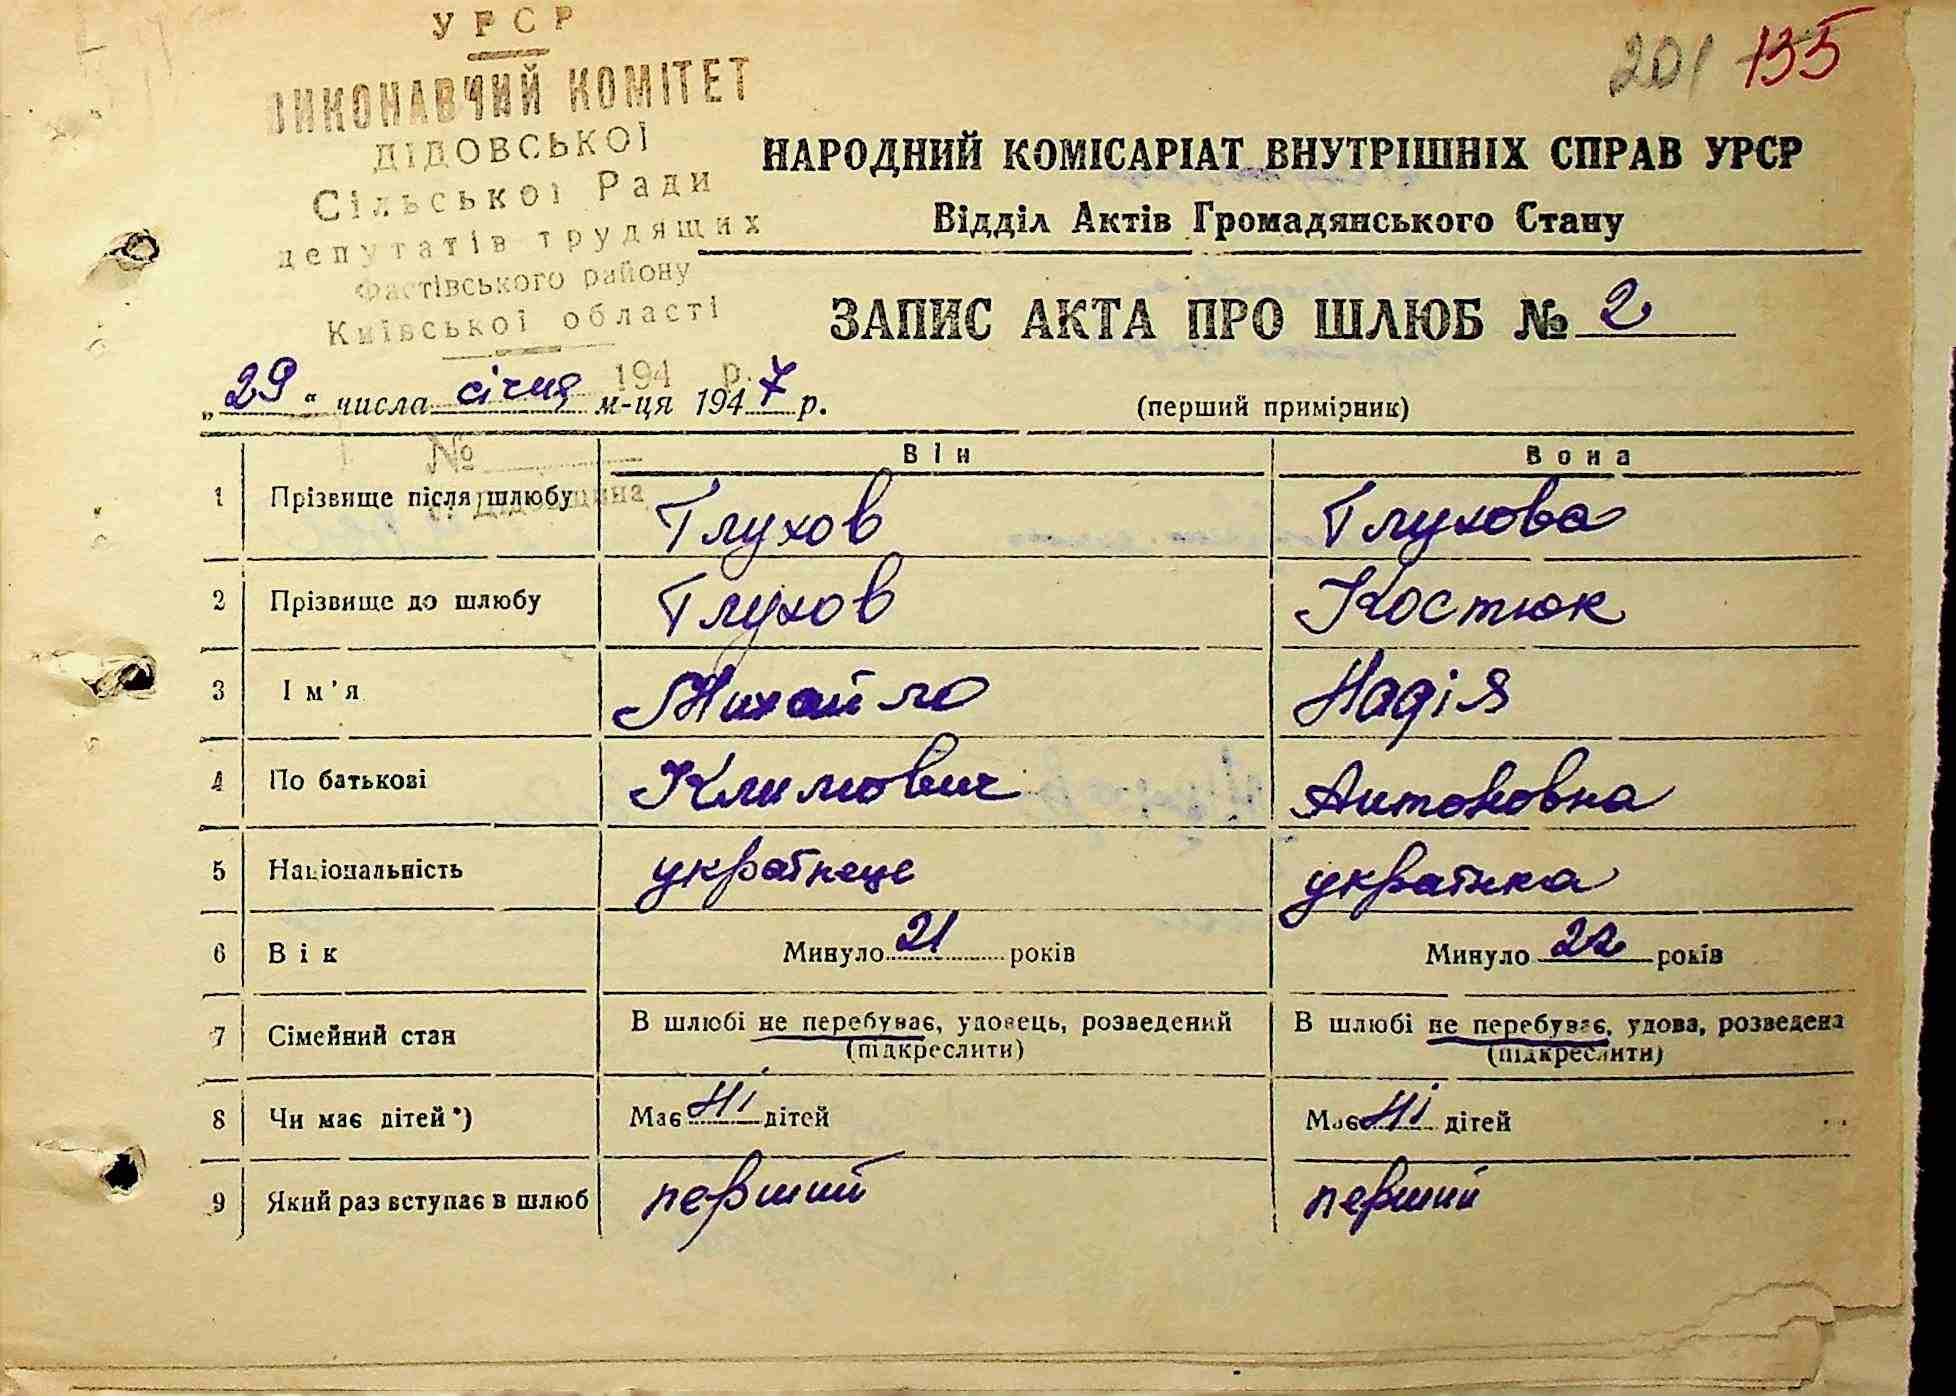 УРСР
ВИКОНАВЧИЙ КОМІТЕТ
ДІДОВСЬКОЇ
Сільської Ради
депутатів трудящих
Фастівського району
Київської області
194 р.
№
Дідовщина
201 135
НАРОДНИЙ КОМІСАРІАТ ВНУТРІШНІХ СПРАВ УРСР
Відділ Актів Громадянського Стану
ЗАПИС АКТА ПРО ШЛЮБ № 2
„29“ числа січня м-ця 1947 р.
(перший примірник)
Він Вона
1 Прізвище після шлюбу Глухов Глухова
2 Прізвище до шлюбу Глухов Костюк
3 Ім'я Михайло Надія
4 По батькові Климович Антоновна
5 Національність українець українка
6 Вік Минуло 21 років Минуло 22 років
7 Сімейний стан В шлюбі не перебуває, удовець, розведений В шлюбі не перебуває, удова, розведена
(підкреслити) (підкреслити)
8 Чи має дітей*) Має Ні дітей Має Ні дітей
9 Який раз вступає в шлюб перший перший